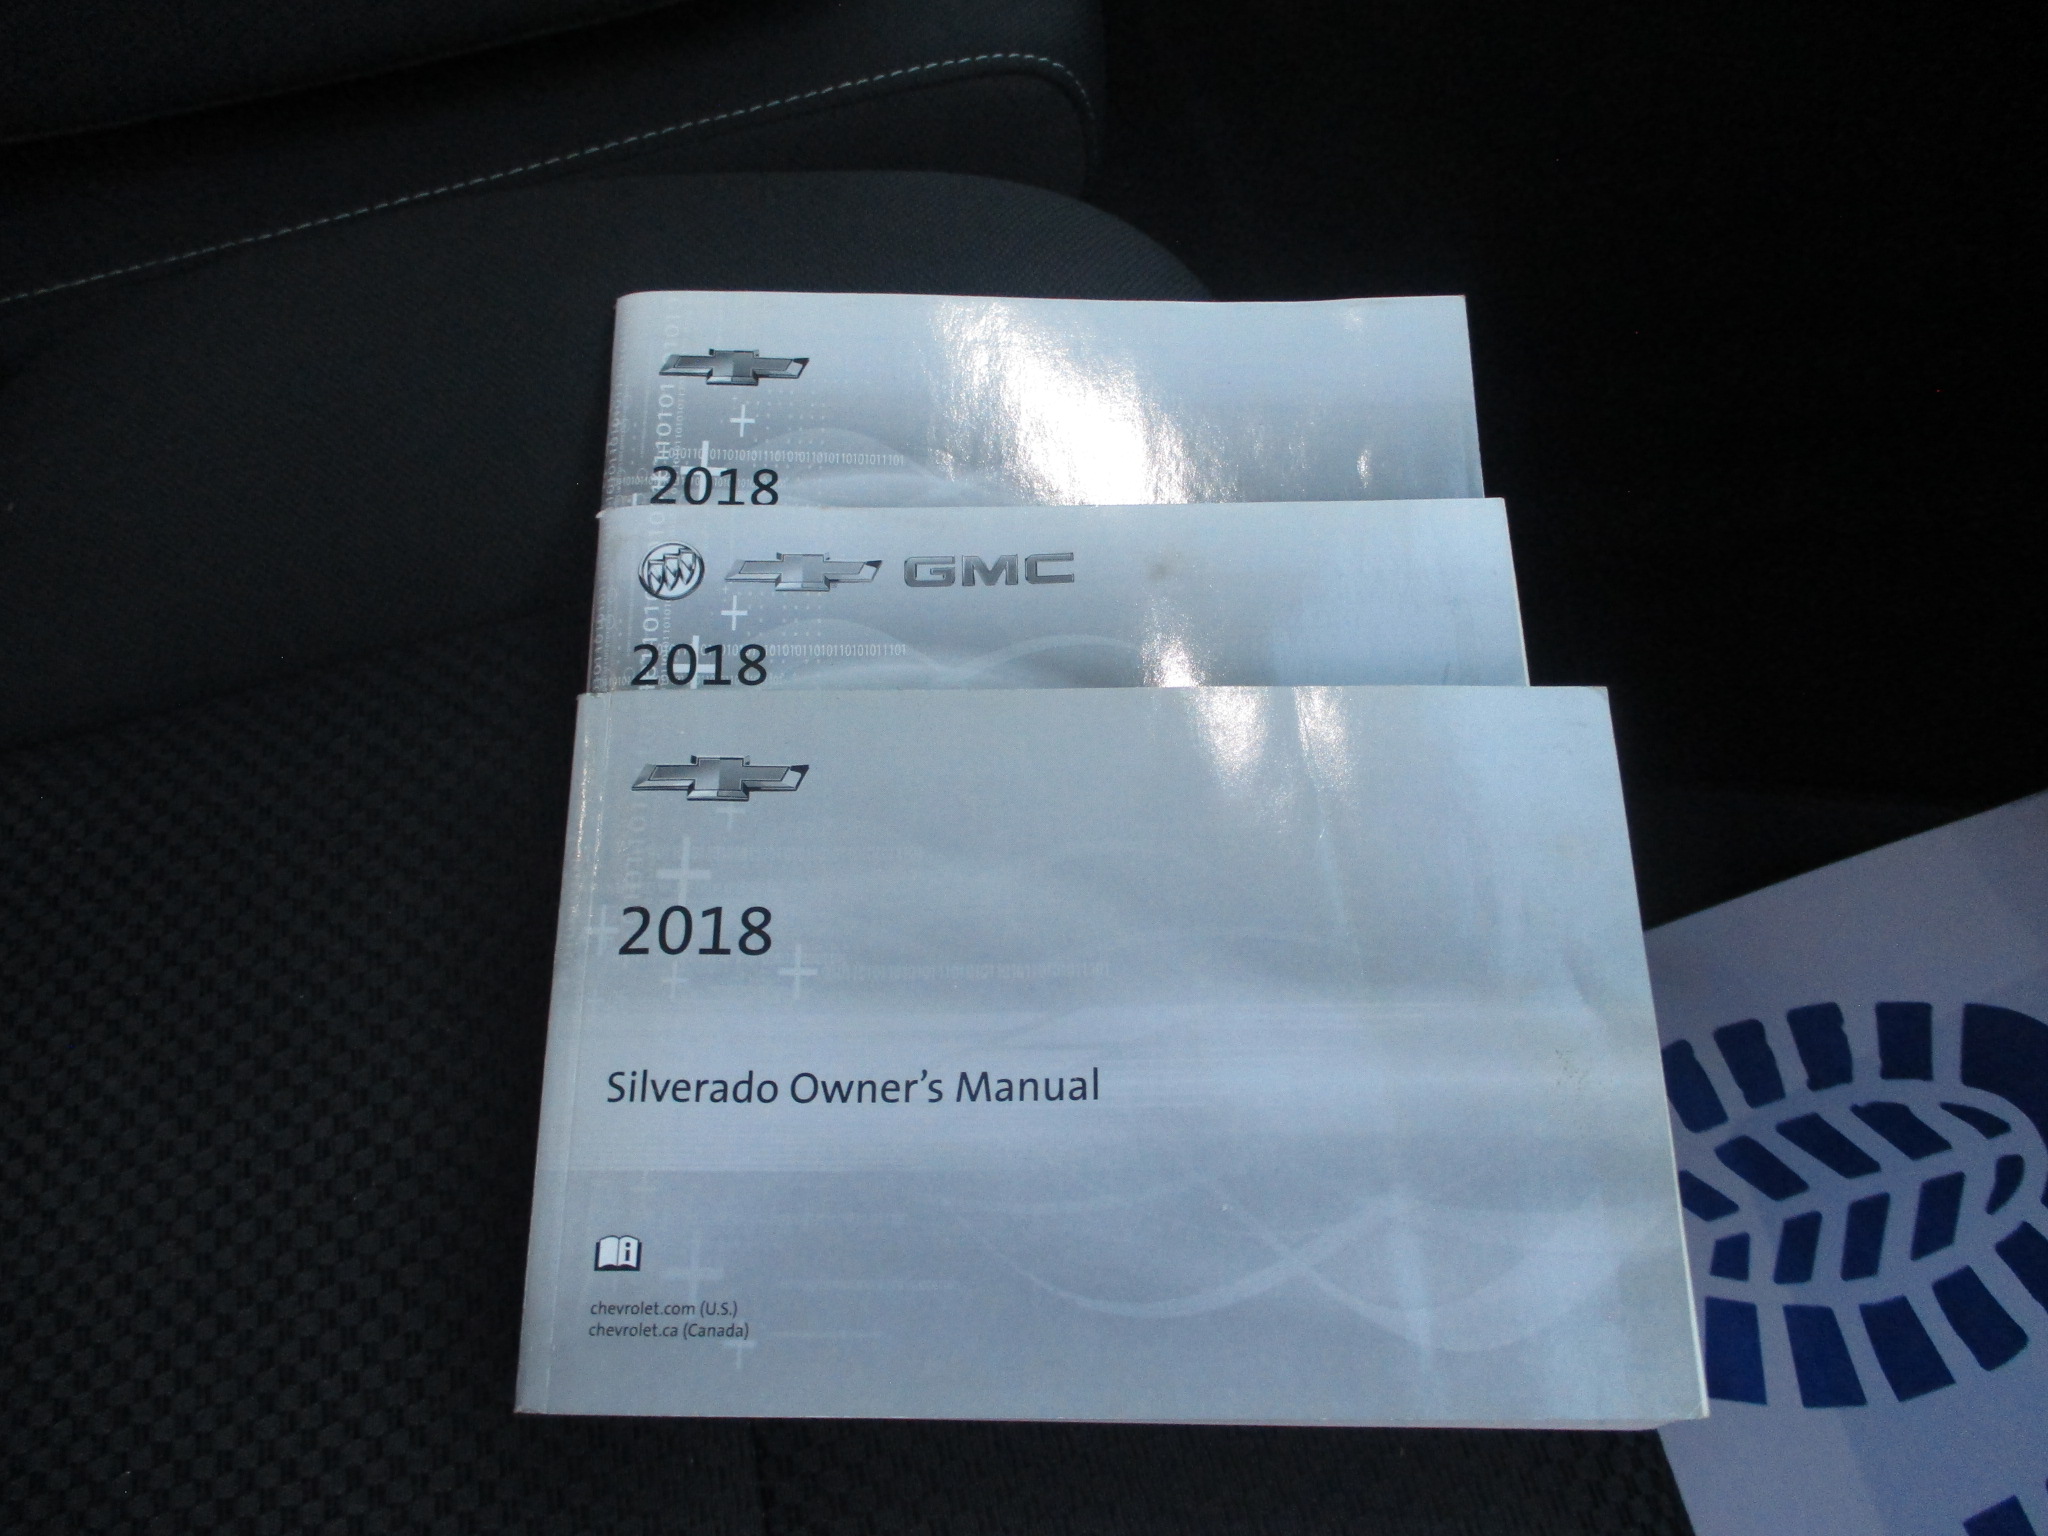 2018
GMC
2018
2018
Silverado Owner's Manual
chevrolet.com (U.S.)
chevrolet.ca (Canada)